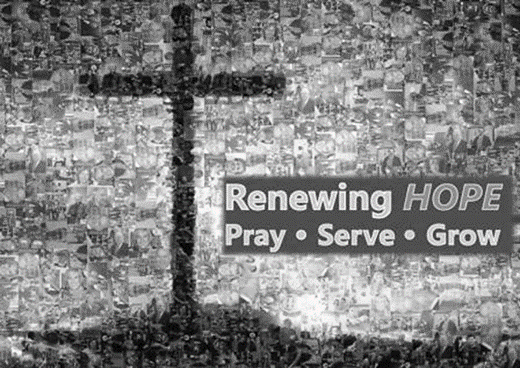 Renewing HOPE
Pray • Serve • Grow